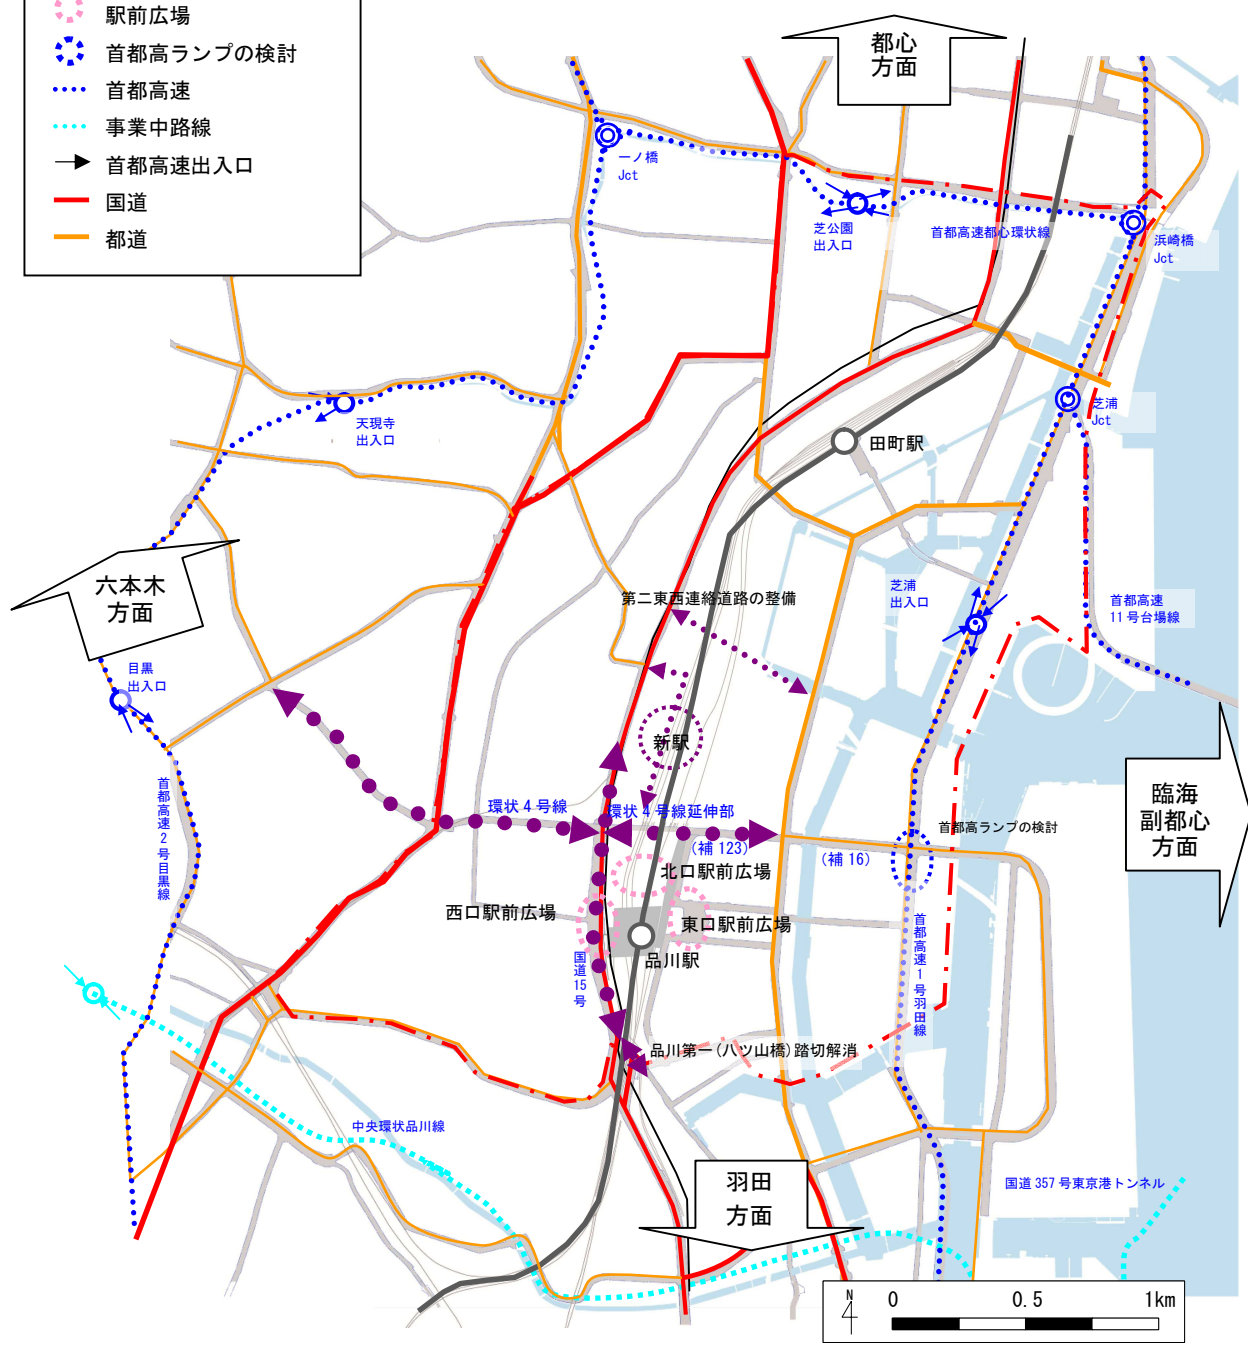 駅前広場
首都高ランプの検討
首都高速
事業中路線
首都高速出入口
国道
都道
都心
方面
一ノ橋
Jct
芝公園
出入口
首都高速都心環状線
浜崎橋
Jct
天現寺
出入口
芝浦
Jct
田町駅
六本木
方面
芝浦
出入口
第二東西連絡道路の整備
首都高速
11号台場線
目黒
出入口
新駅
首都高速2号目黒線
環状4号線
環状4号線延伸部
(補123)
(補16)
首都高ランプの検討
臨海
副都心
方面
北口駅前広場
西口駅前広場
東口駅前広場
品川駅
国道15号
首都高速1号羽田線
品川第一(八ツ山橋)踏切解消
中央環状品川線
羽田
方面
国道357号東京港トンネル
N
0 0.5 1km